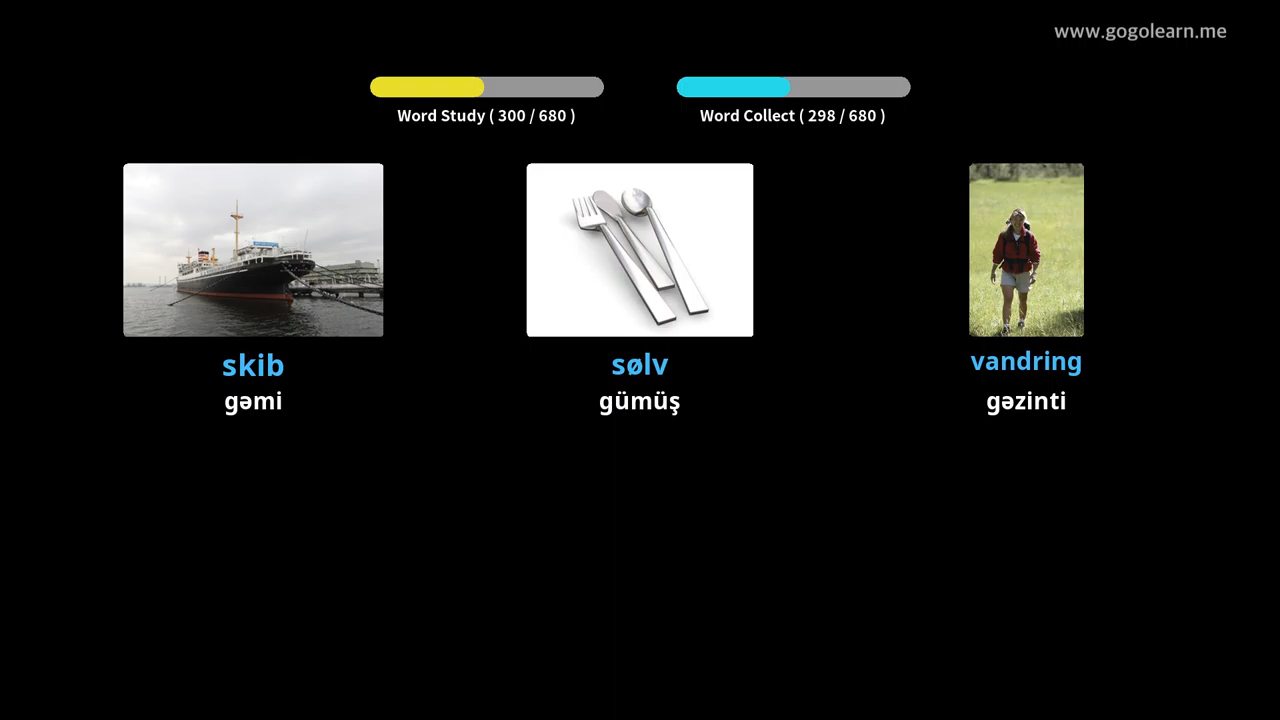 www.gogolearn.me
Word Study ( 300 / 680 )
Word Collect ( 298 / 680 )
skib
sølv
vandring
gəmi
gümüş
gəzinti